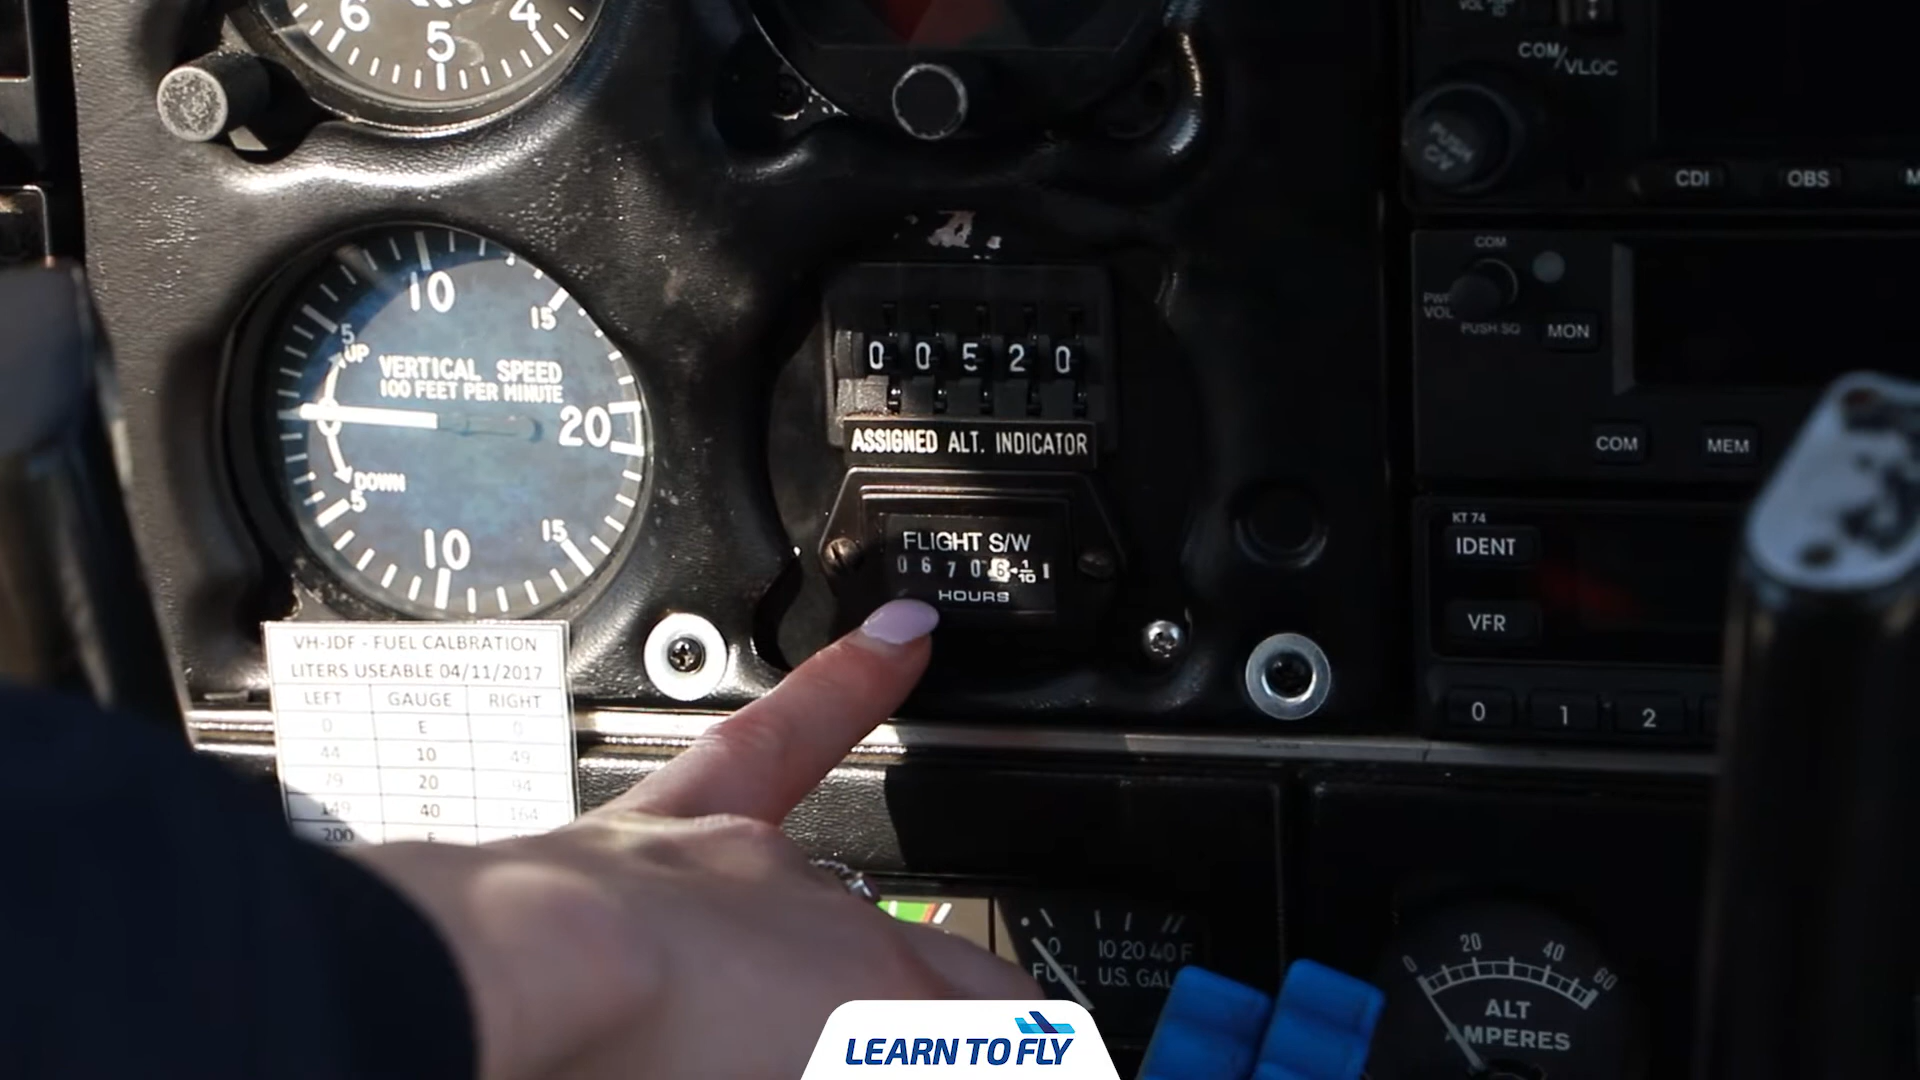 6 5 4
COM/VLOC
PUSH
C/V
CDI OBS
10
15
5
UP
VERTICAL SPEED
100 FEET PER MINUTE
20
DOWN
5
10
15
0 0 5 2 0
ASSIGNED ALT. INDICATOR
FLIGHT S/W
0 6 7 0 6 1/10
HOURS
COM
PWR
VOL
PUSH SQ
MON
COM MEM
KT 74
IDENT
VFR
0 1 2
VH-JDF - FUEL CALBRATION
LITERS USEABLE 04/11/2017
LEFT GAUGE RIGHT
0 E 0
44 10 49
79 20 94
149 40 164
200
0 10 20 40 F
FUEL U.S. GAL
0 20 40 60
ALT
AMPERES
LEARN TO FLY